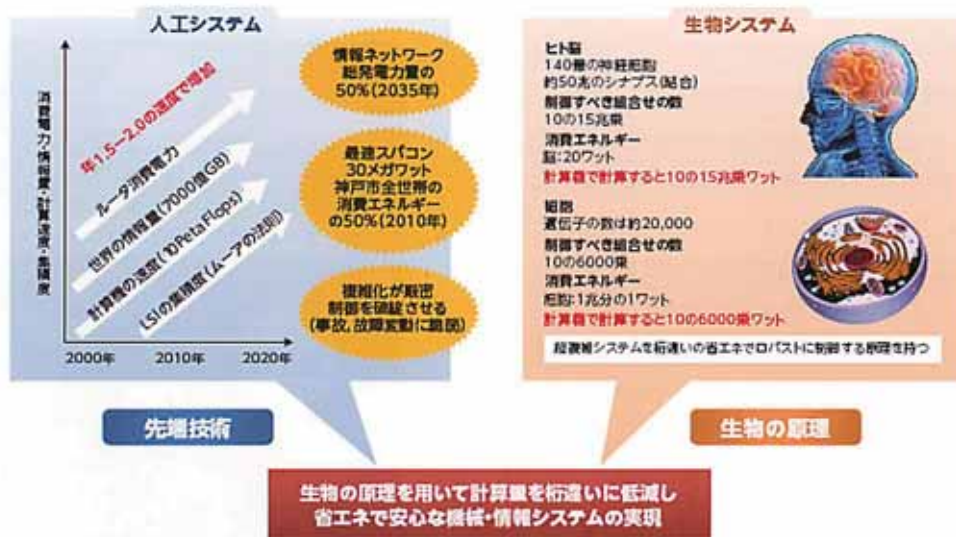 人工システム
消費電力・情報量・計算速度・集積度
年1.5−2.0の速度で増加
ルータ消費電力
世界の情報量(7000億GB)
計算機の速度(10PetaFlops)
LSIの集積度(ムーアの法則)
2000年
2010年
2020年
情報ネットワーク
総発電力量の
50%(2035年)
最速スパコン
30メガワット
神戸市全世帯の
消費エネルギー
の50%(2010年)
複雑化が厳密
制御を破綻させる
(事故,故障変動に脆弱)
先端技術
生物システム
ヒト脳
140億の神経細胞
約50兆のシナプス(結合)
制御すべき組合せの数
10の15兆乗
消費エネルギー
脳:20ワット
計算機で計算すると10の15兆乗ワット
細胞
遺伝子の数は約20,000
制御すべき組合せの数
10の6000乗
消費エネルギー
細胞:1兆分の1ワット
計算機で計算すると10の6000乗ワット
超複雑システムを桁違いの省エネでロバストに制御する原理を持つ
生物の原理
生物の原理を用いて計算量を桁違いに低減し
省エネで安心な機械・情報システムの実現